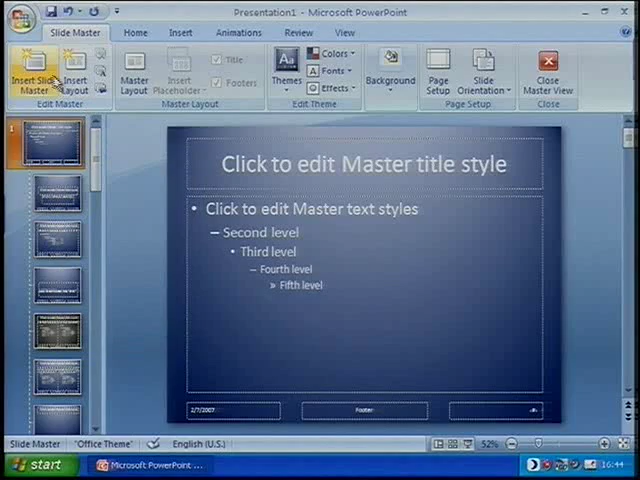 Presentation1 - Microsoft PowerPoint
Slide Master Home Insert Animations Review View
Insert Slide Master
Insert Layout
Edit Master
Master Layout
Insert Placeholder
Title
Footers
Master Layout
Themes
Colors
Fonts
Effects
Edit Theme
Background
Page Setup
Slide Orientation
Page Setup
Close Master View
Close
1
Click to edit Master title style
• Click to edit Master text styles
– Second level
• Third level
– Fourth level
» Fifth level
2/7/2007
Footer
Slide Master "Office Theme" English (U.S.) 52%
start Microsoft PowerPoint ... 16:44